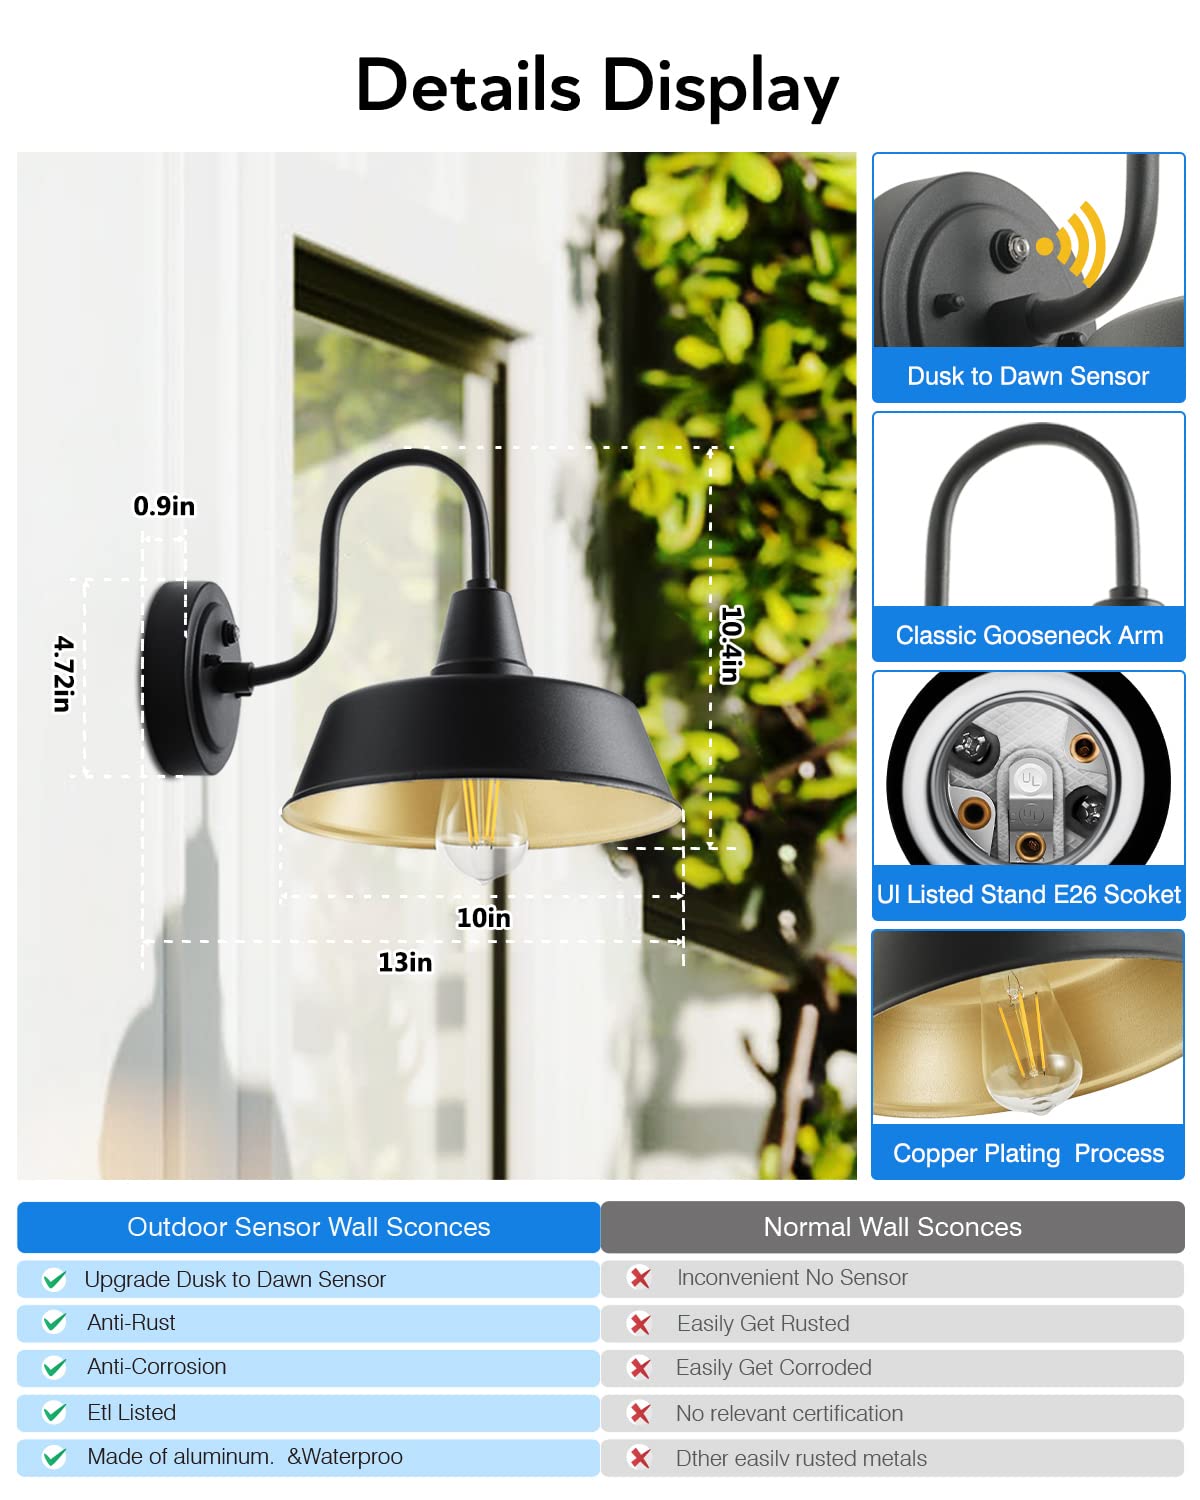 Details Display
0.9in
4.72in
10.4in
10in
13in
Dusk to Dawn Sensor
Classic Gooseneck Arm
UL
UL
Ul Listed Stand E26 Scoket
Copper Plating Process
Outdoor Sensor Wall Sconces
Normal Wall Sconces
Upgrade Dusk to Dawn Sensor
Inconvenient No Sensor
Anti-Rust
Easily Get Rusted
Anti-Corrosion
Easily Get Corroded
Etl Listed
No relevant certification
Made of aluminum. &Waterproo
Dther easilv rusted metals